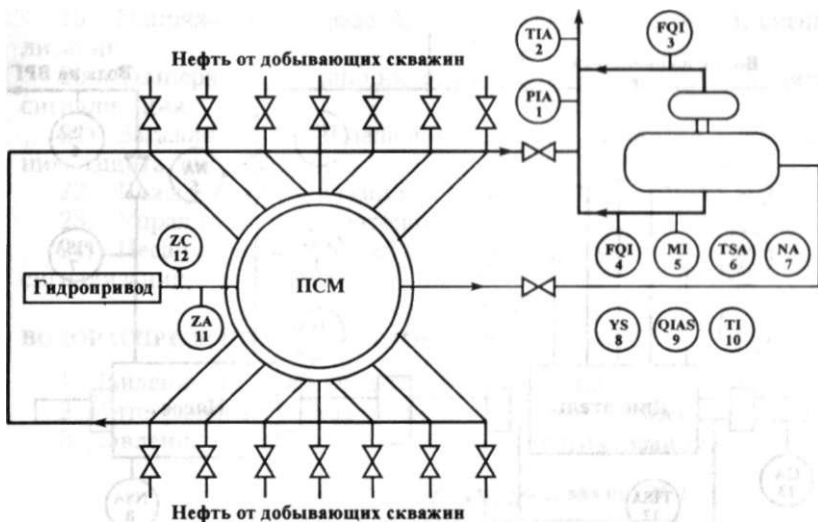 Нефть от добывающих скважин
TIA
2
FQI
3
PIA
1
ZC
12
Гидропривод
ПСМ
ZA
11
FQI
4
MI
5
TSA
6
NA
7
YS
8
QIAS
9
TI
10
Нефть от добывающих скважин